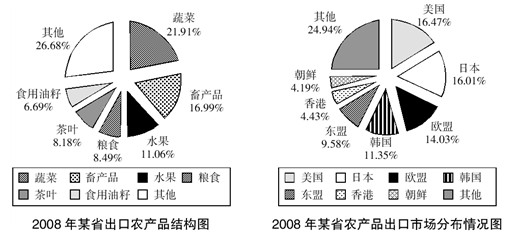 蔬菜
21.91%
畜产品
16.99%
水果
11.06%
粮食
8.49%
茶叶
8.18%
食用油籽
6.69%
其他
26.68%
蔬菜 畜产品 水果 粮食
茶叶 食用油籽 其他
2008 年某省出口农产品结构图
美国
16.47%
日本
16.01%
欧盟
14.03%
韩国
11.35%
东盟
9.58%
香港
4.43%
朝鲜
4.19%
其他
24.94%
美国 日本 欧盟 韩国
东盟 香港 朝鲜 其他
2008 年某省农产品出口市场分布情况图